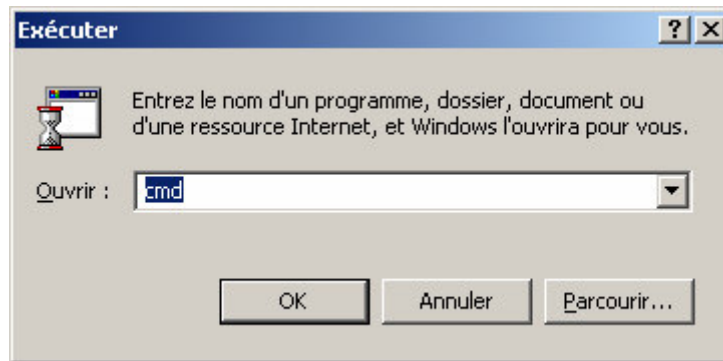 Exécuter
Entrez le nom d'un programme, dossier, document ou
d'une ressource Internet, et Windows l'ouvrira pour vous.
Ouvrir : cmd
OK Annuler Parcourir...